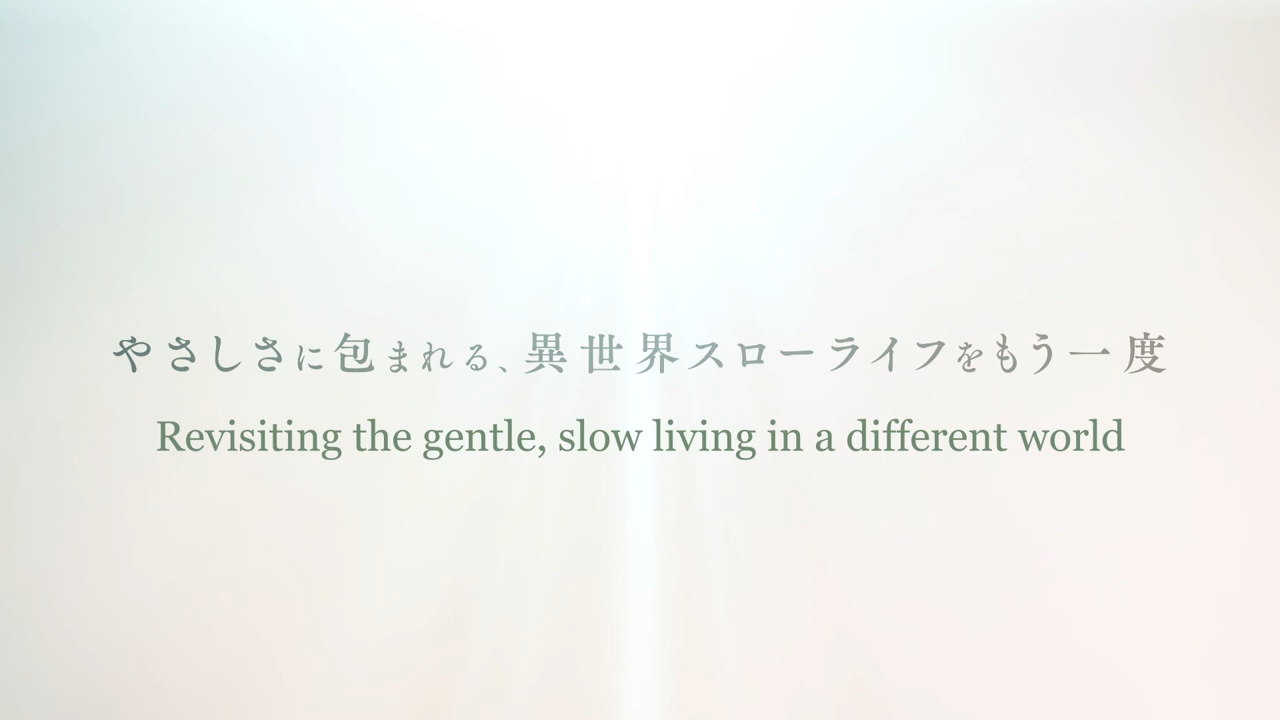 やさしさに包まれる、異世界スローライフをもう一度
Revisiting the gentle, slow living in a different world